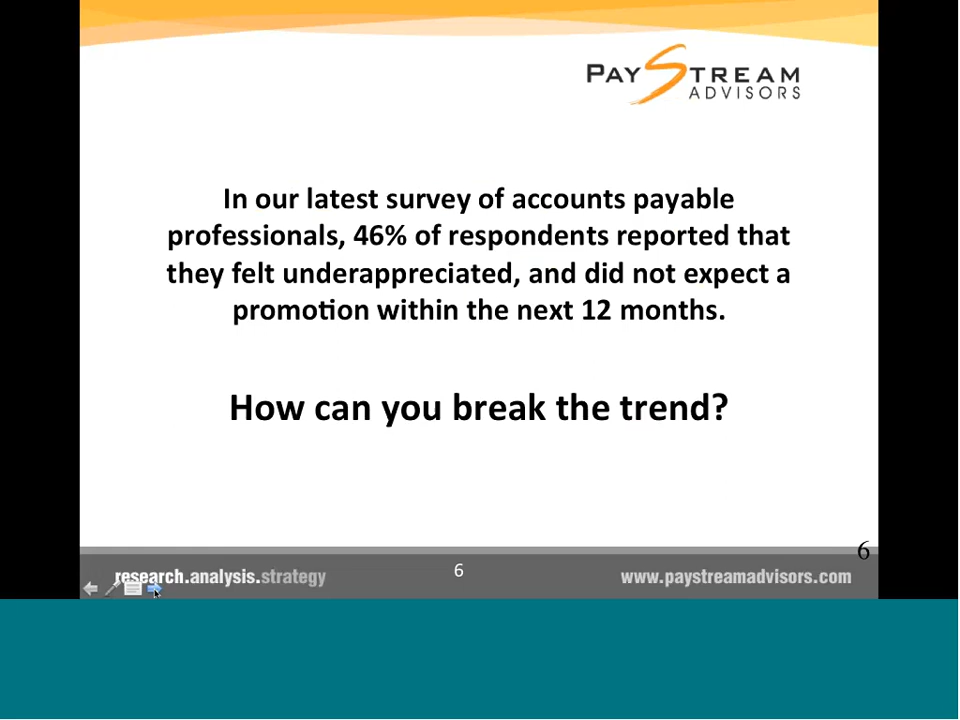 PAYSTREAM
ADVISORS
In our latest survey of accounts payable
professionals, 46% of respondents reported that
they felt underappreciated, and did not expect a
promotion within the next 12 months.
How can you break the trend?
6
research.analysis.strategy
6
www.paystreamadvisors.com